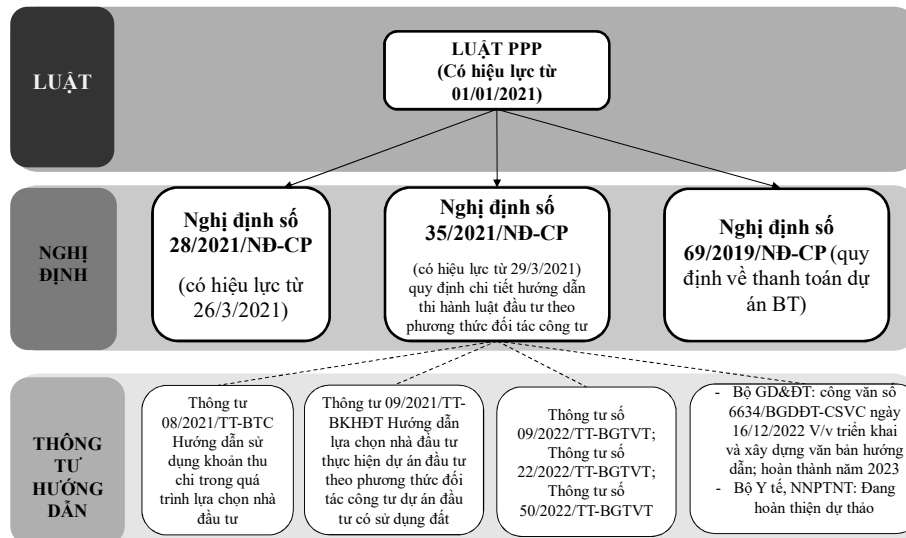 LUẬT
LUẬT PPP
(Có hiệu lực từ
01/01/2021)
NGHỊ
ĐỊNH
Nghị định số
28/2021/NĐ-CP
(có hiệu lực từ
26/3/2021)
Nghị định số
35/2021/NĐ-CP
(có hiệu lực từ 29/3/2021)
quy định chi tiết hướng dẫn
thi hành luật đầu tư theo
phương thức đối tác công tư
Nghị định số
69/2019/NĐ-CP (quy
định về thanh toán dự
án BT)
THÔNG
TƯ
HƯỚNG
DẪN
Thông tư
08/2021/TT-BTC
Hướng dẫn sử
dụng khoản thu
chi trong quá
trình lựa chọn nhà
đầu tư
Thông tư 09/2021/TT-
BKHĐT Hướng dẫn
lựa chọn nhà đầu tư
thực hiện dự án đầu tư
theo phương thức đối
tác công tư dự án đầu
tư có sử dụng đất
Thông tư số
09/2022/TT-BGTVT;
Thông tư số
22/2022/TT-BGTVT;
Thông tư số
50/2022/TT-BGTVT
- Bộ GD&ĐT: công văn số
6634/BGDĐT-CSVC ngày
16/12/2022 V/v triển khai
và xây dựng văn bản hướng
dẫn; hoàn thành năm 2023
- Bộ Y tế, NNPTNT: Đang
hoàn thiện dự thảo